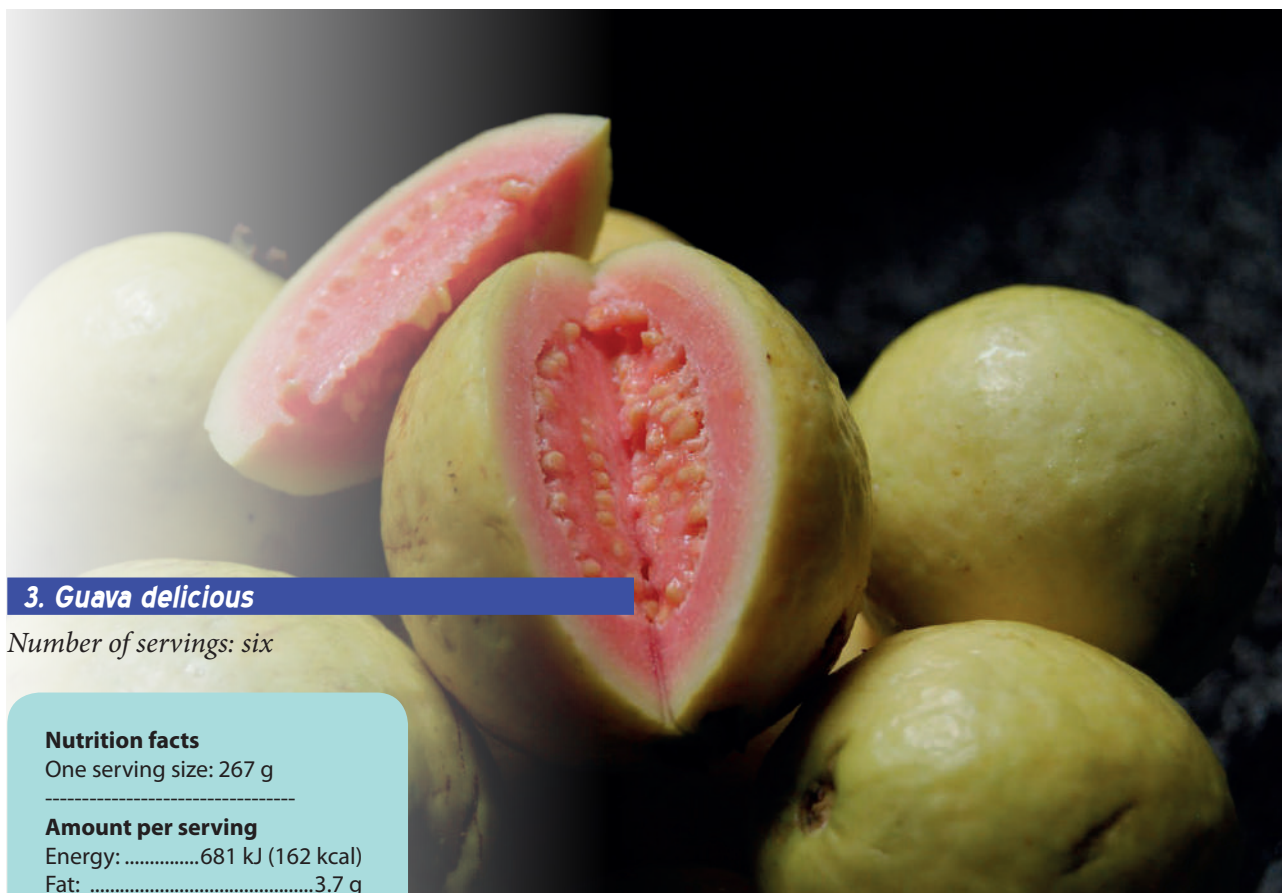 3. Guava delicious
Number of servings: six
Nutrition facts
One serving size: 267 g
----------------------------------
Amount per serving
Energy: ...............681 kJ (162 kcal)
Fat: ..............................................3.7 g